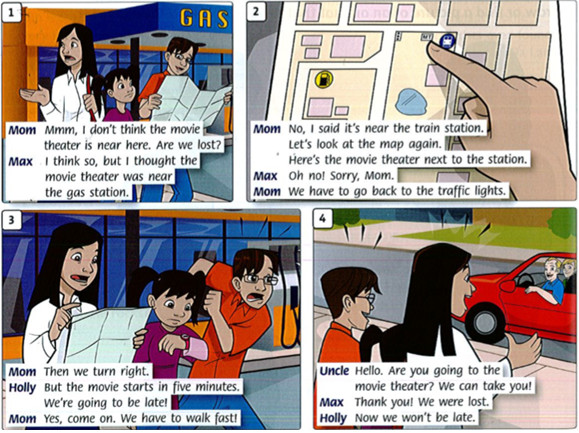 1
GAS
Mom Mmm, I don't think the movie
theater is near here. Are we lost?
Max I think so, but I thought the
movie theater was near
the gas station.
2
Mom No, I said it's near the train station.
Let's look at the map again.
Here's the movie theater next to the station.
Max Oh no! Sorry, Mom.
Mom We have to go back to the traffic lights.
3
Mom Then we turn right.
Holly But the movie starts in five minutes.
We're going to be late!
Mom Yes, come on. We have to walk fast!
4
Uncle Hello. Are you going to the
movie theater? We can take you!
Max Thank you! We were lost.
Holly Now we won't be late.